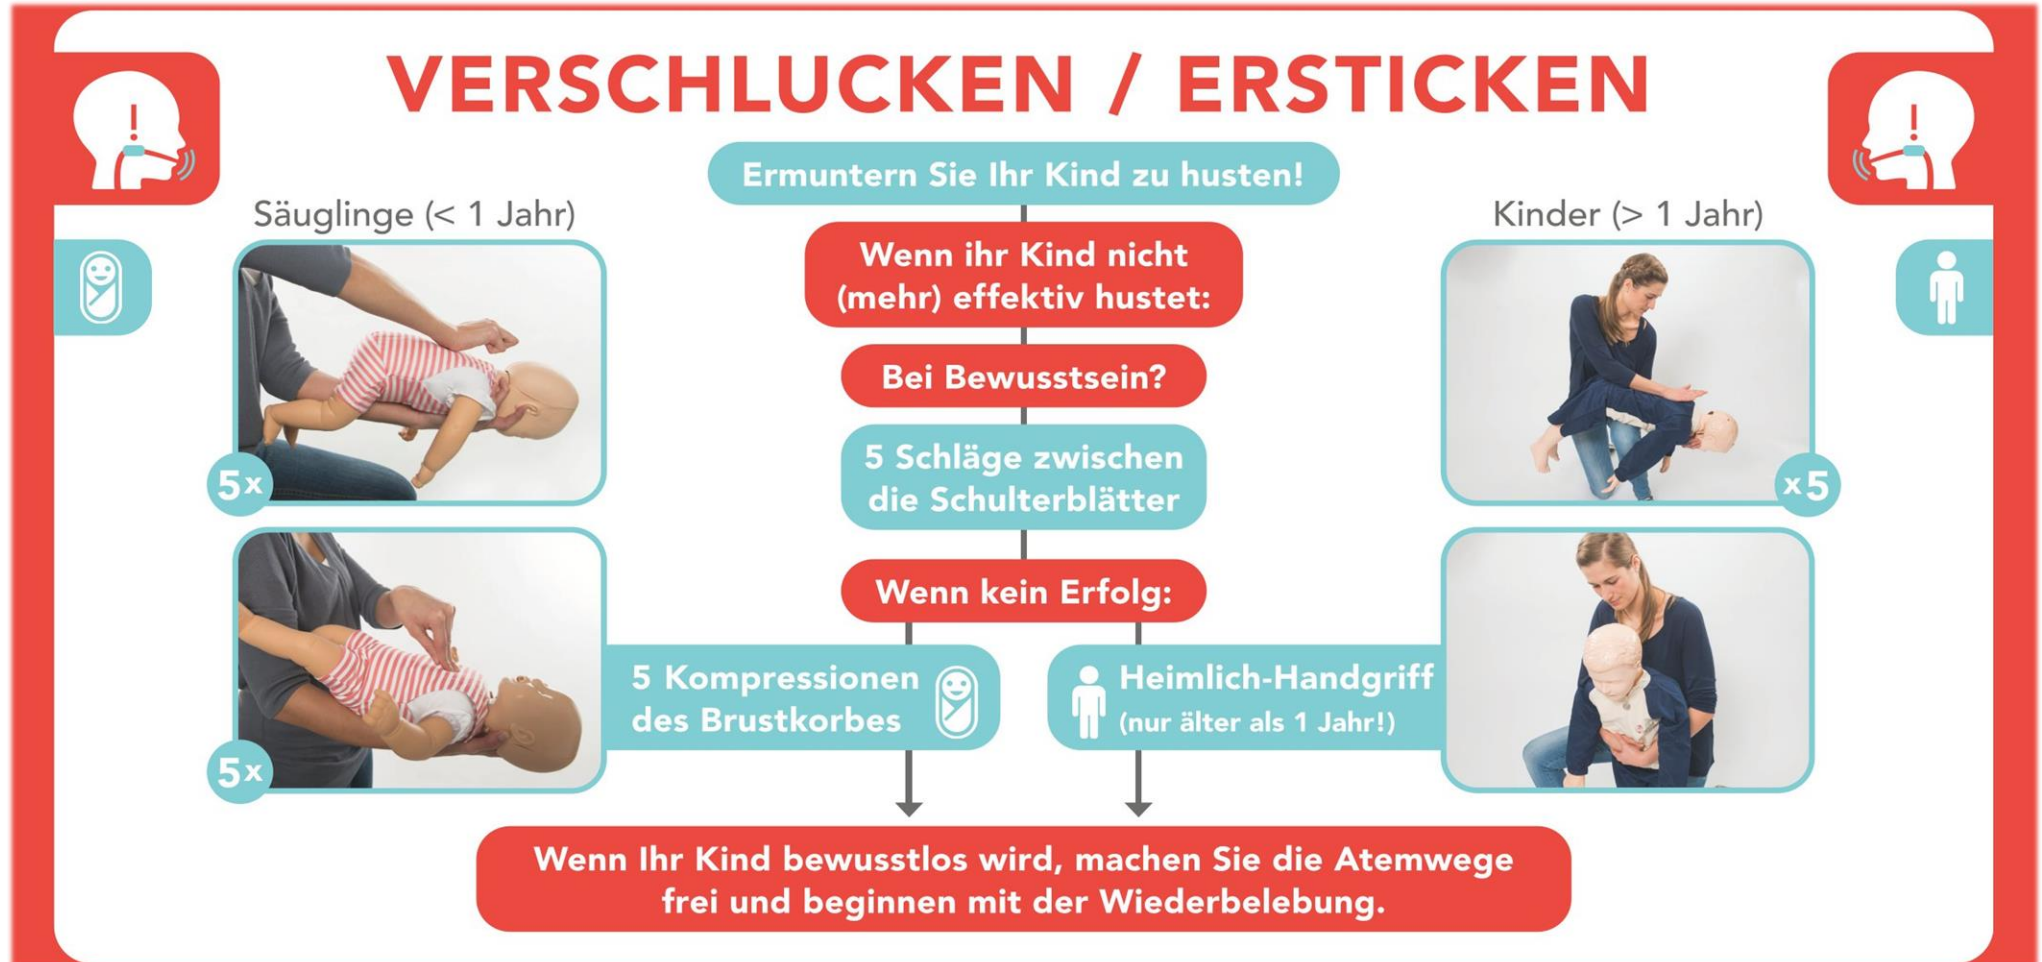 VERSCHLUCKEN / ERSTICKEN
Ermuntern Sie Ihr Kind zu husten!
Säuglinge (< 1 Jahr)
Kinder (> 1 Jahr)
Wenn ihr Kind nicht
(mehr) effektiv hustet:
Bei Bewusstsein?
5 Schläge zwischen
die Schulterblätter
5x
x5
Wenn kein Erfolg:
5 Kompressionen
des Brustkorbes
Heimlich-Handgriff
(nur älter als 1 Jahr!)
5x
Wenn Ihr Kind bewusstlos wird, machen Sie die Atemwege
frei und beginnen mit der Wiederbelebung.